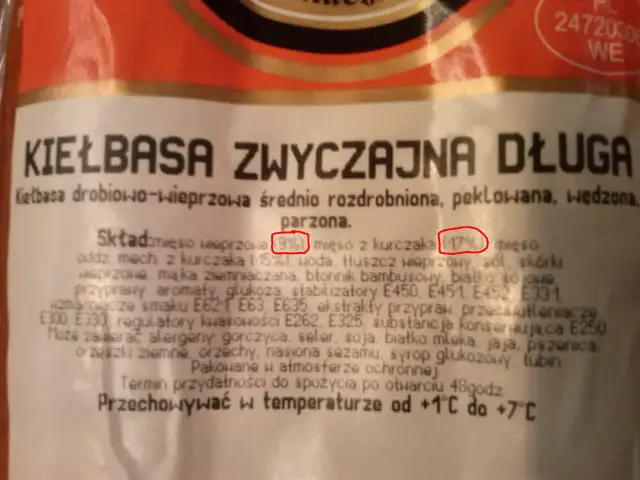 PL
24720306
WE
KIEŁBASA ZWYCZAJNA DŁUGA
Kiełbasa drobiowo-wieprzowa średnio rozdrobniona, peklowana, wędzona,
parzona.
Skład:mięso wieprzowe (9%), mięso z kurczaka (17%), mięso
oddz mech z kurczaka (15%), woda, tłuszcz wieprzowy, sól, skórki
wieprzowe, mąka ziemniaczana, błonnik bambusowy, białko sojowe,
przyprawy, aromaty, glukoza, stabilizatory E450, E451, E452, E331,
wzmacniacze smaku E621, E635, ekstrakty przypraw, przeciwutleniacze
E300, E330, regulatory kwasowości E262, E325, substancja konserwująca E250
Może zawierać alergeny gorczyca, seler, soja, białko mleka, jaja, pszenica,
orzeszki ziemne, orzechy, nasiona sezamu, syrop glukozowy, łubin.
Pakowane w atmosferze ochronnej.
Termin przydatności do spożycia po otwarciu 48godz
Przechowywać w temperaturze od +1°C do +7°C